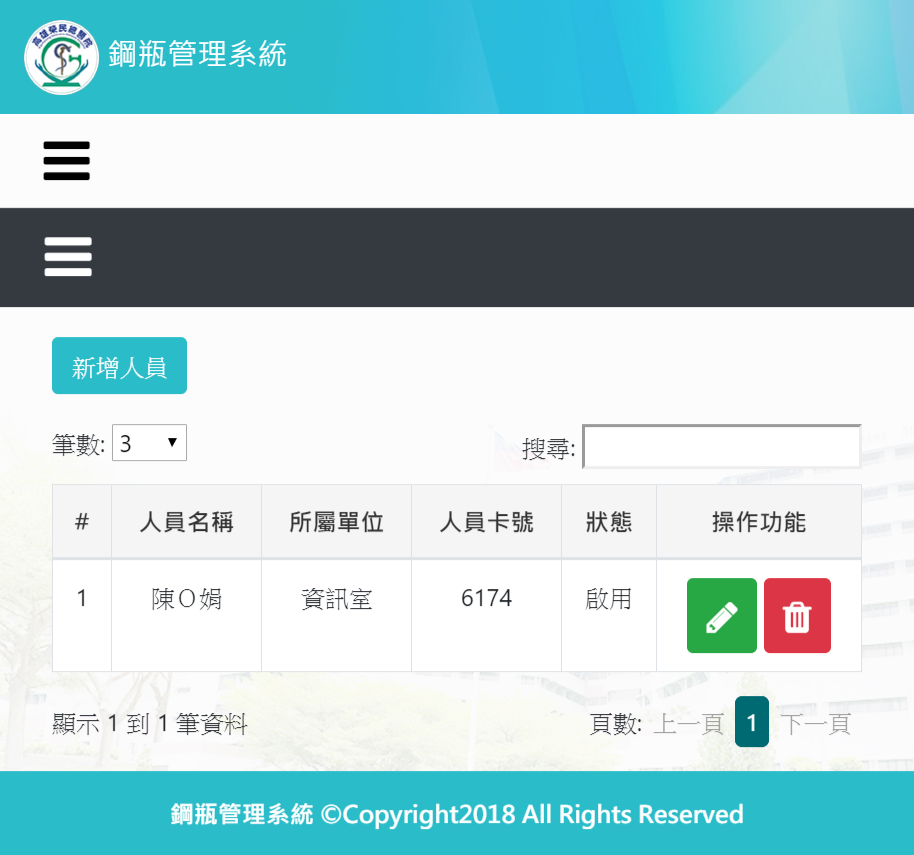 高雄榮民總醫院
鋼瓶管理系統
新增人員
筆數: 3 搜尋:
# 人員名稱 所屬單位 人員卡號 狀態 操作功能
1 陳O娟 資訊室 6174 啟用
顯示 1 到 1 筆資料 頁數: 上一頁 1 下一頁
鋼瓶管理系統 ©Copyright2018 All Rights Reserved